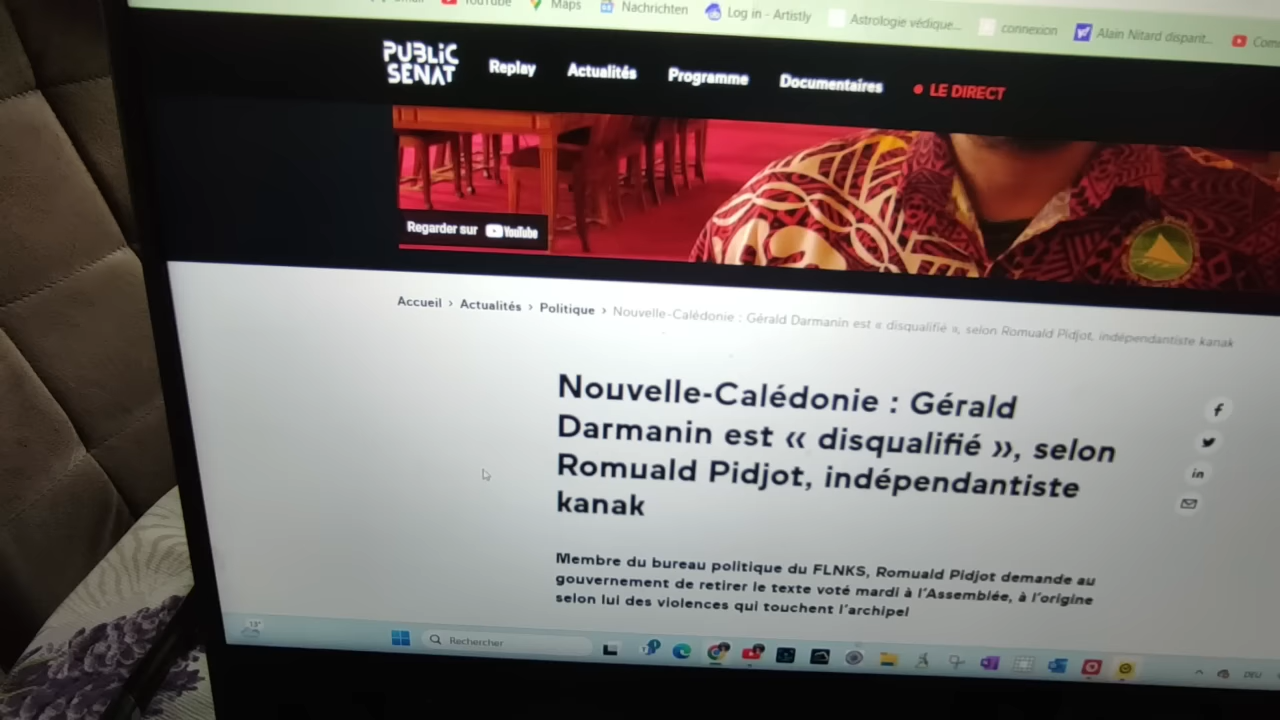 YouTube
Maps
Nachrichten
Log in - Artistly
Astrologie védique...
connexion
Alain Nitard disparit...
PUBLIC
SENAT
Replay
Actualités
Programme
Documentaires
LE DIRECT
Regarder sur YouTube
Accueil › Actualités › Politique › Nouvelle-Calédonie : Gérald Darmanin est « disqualifié », selon Romuald Pidjot, indépendantiste kanak
Nouvelle-Calédonie : Gérald
Darmanin est « disqualifié », selon
Romuald Pidjot, indépendantiste
kanak
Membre du bureau politique du FLNKS, Romuald Pidjot demande au
gouvernement de retirer le texte voté mardi à l'Assemblée, à l'origine
selon lui des violences qui touchent l'archipel
13°
Rechercher
DEU